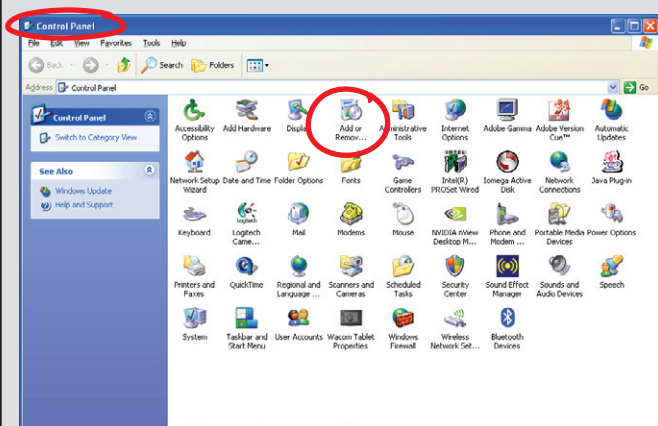 Control Panel
File Edit View Favorites Tools Help
Back Search Folders
Address Control Panel Go
Control Panel
Switch to Category View
See Also
Windows Update
Help and Support
Accessibility Options
Add Hardware
Display
Add or Remov...
Administrative Tools
Internet Options
Adobe Gamma
Adobe Version Cue™
Automatic Updates
Network Setup Wizard
Date and Time
Folder Options
Fonts
Game Controllers
Intel(R) PROSet Wired
Iomega Active Disk
Network Connections
Java Plug-in
Keyboard
Logitech Came...
Mail
Modems
Mouse
NVIDIA nView Desktop M...
Phone and Modem ...
Portable Media Devices
Power Options
Printers and Faxes
QuickTime
Regional and Language ...
Scanners and Cameras
Scheduled Tasks
Security Center
Sound Effect Manager
Sounds and Audio Devices
Speech
System
Taskbar and Start Menu
User Accounts
Wacom Tablet Properties
Windows Firewall
Wireless Network Set...
Bluetooth Devices